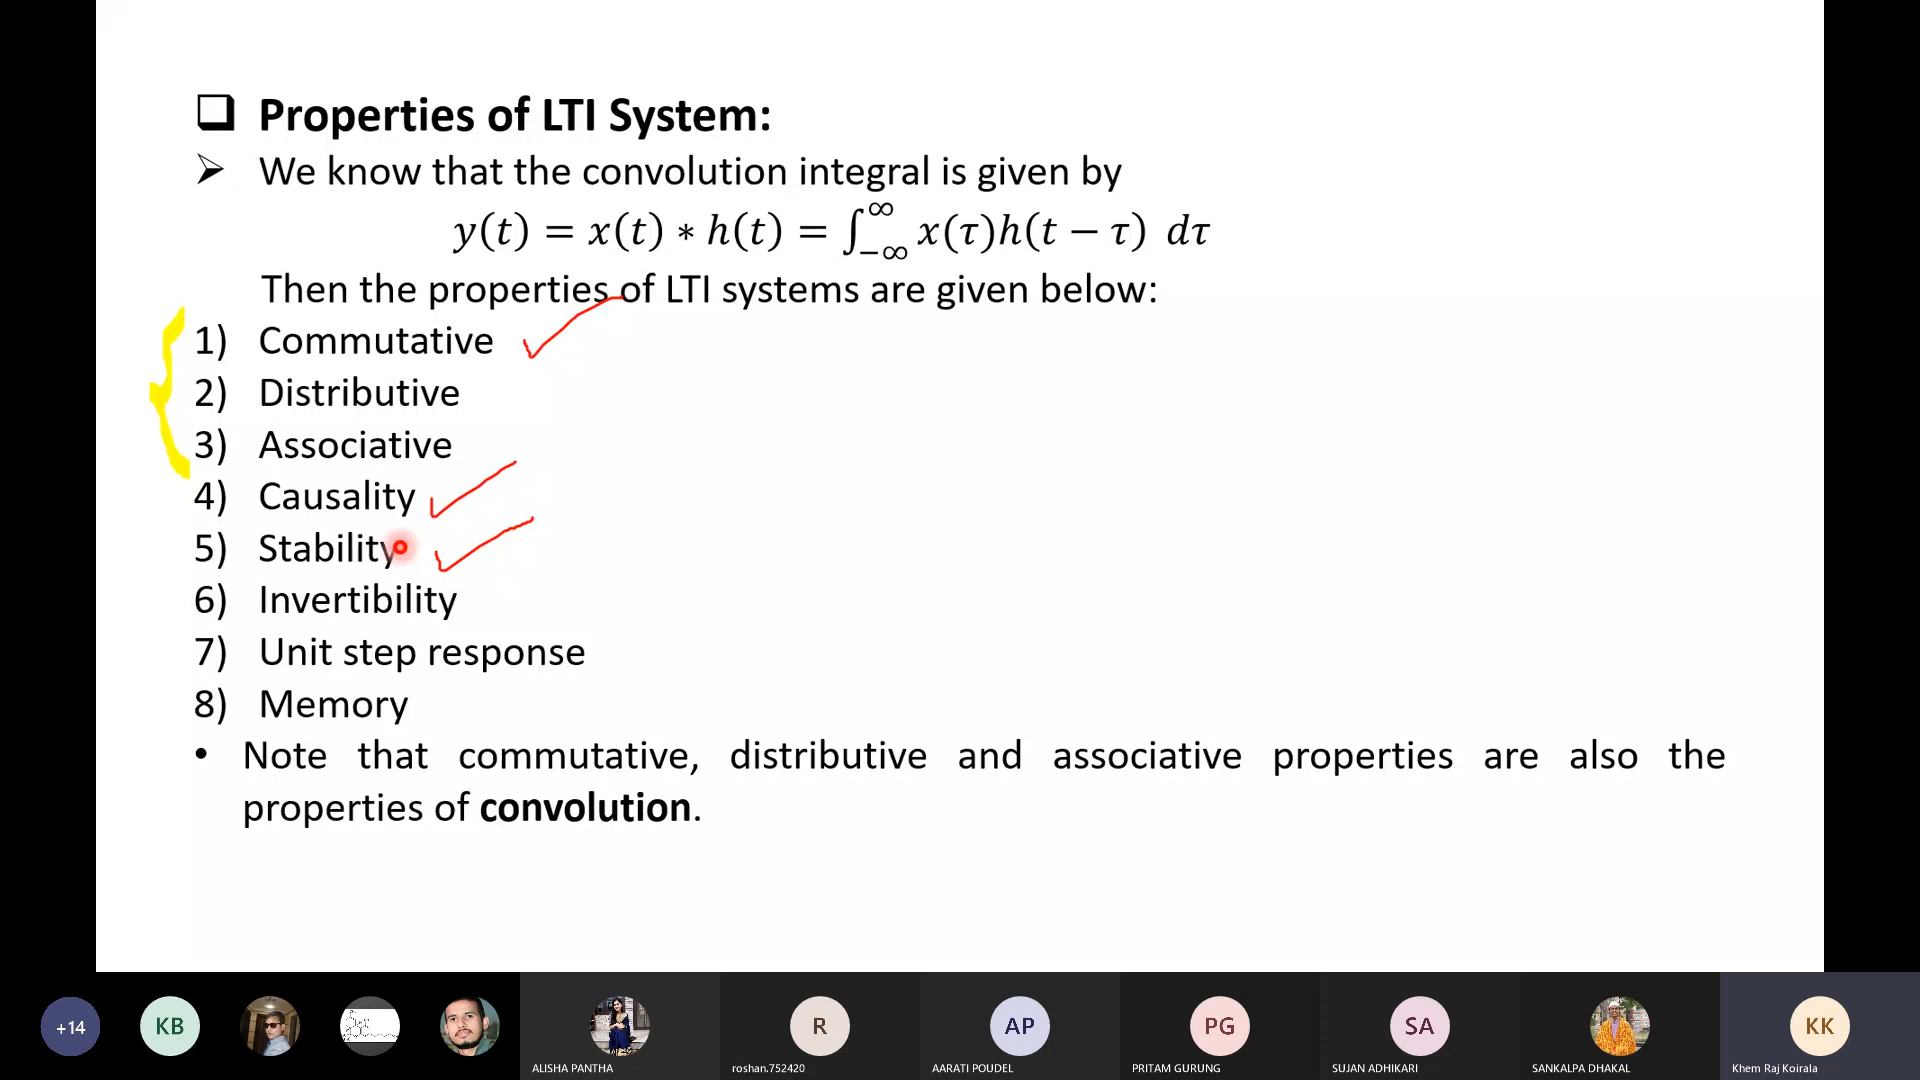 Properties of LTI System:
We know that the convolution integral is given by
y(t) = x(t) ∗ h(t) = ∫_{−∞}^{∞} x(τ)h(t − τ) dτ
Then the properties of LTI systems are given below:
1) Commutative
2) Distributive
3) Associative
4) Causality
5) Stability
6) Invertibility
7) Unit step response
8) Memory
• Note that commutative, distributive and associative properties are also the
properties of convolution.
+14
KB
R
AP
PG
SA
KK
ALISHA PANTHA
roshan.752420
AARATI POUDEL
PRITAM GURUNG
SUJAN ADHIKARI
SANKALPA DHAKAL
Khem Raj Koirala